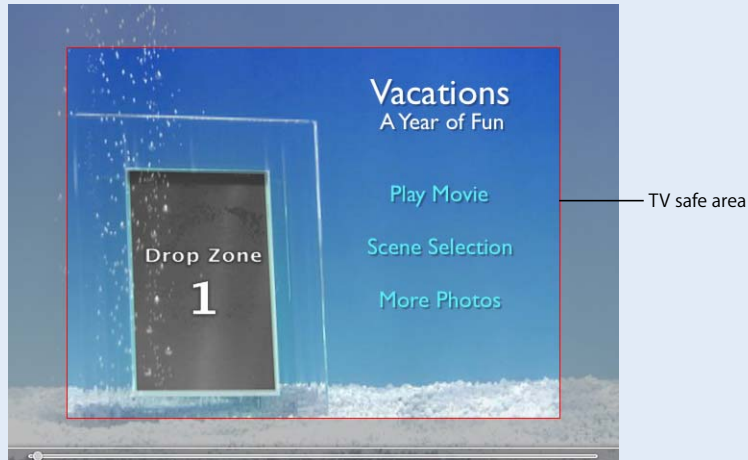 Vacations
A Year of Fun
Play Movie
Scene Selection
More Photos
Drop Zone
1
TV safe area